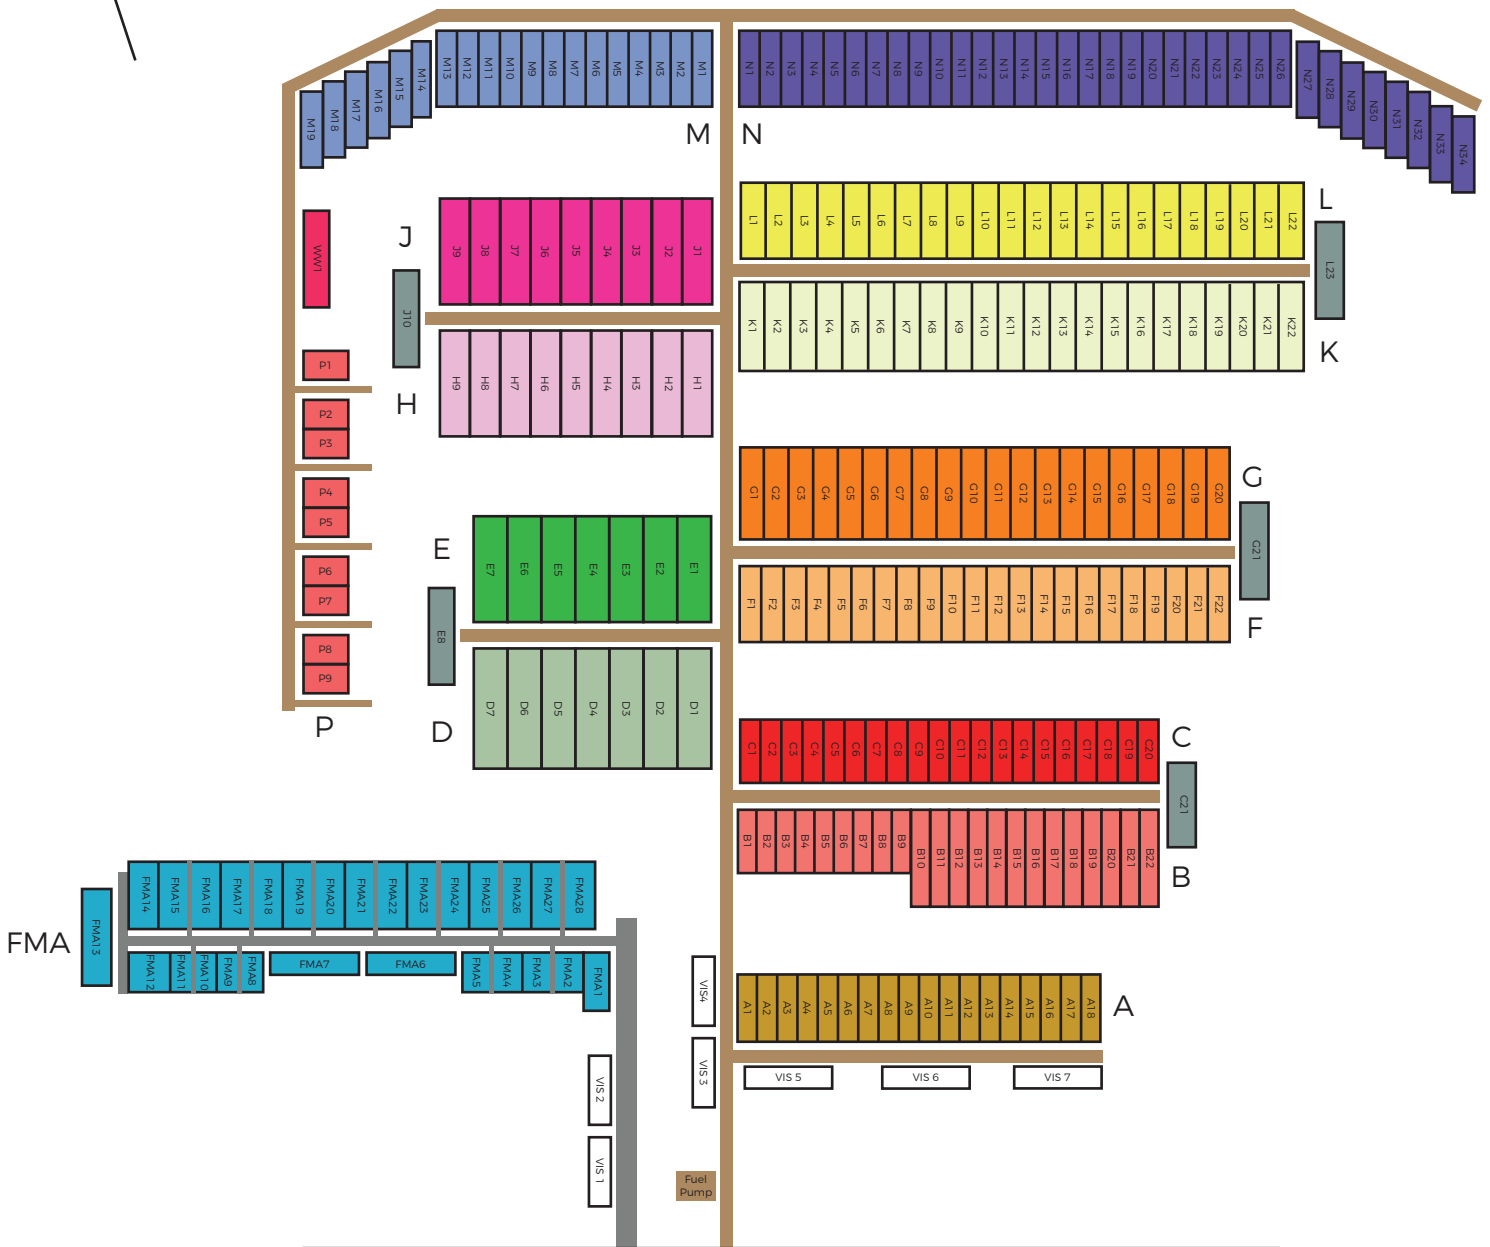 M19 M18 M17 M16 M15 M14 M13 M12 M11 M10 M9 M8 M7 M6 M5 M4 M3 M2 M1
N1 N2 N3 N4 N5 N6 N7 N8 N9 N10 N11 N12 N13 N14 N15 N16 N17 N18 N19 N20 N21 N22 N23 N24 N25 N26 N27 N28 N29 N30 N31 N32 N33 N34
M N
L1 L2 L3 L4 L5 L6 L7 L8 L9 L10 L11 L12 L13 L14 L15 L16 L17 L18 L19 L20 L21 L22
L
L23
WW1
J
J9 J8 J7 J6 J5 J4 J3 J2 J1
J10
K1 K2 K3 K4 K5 K6 K7 K8 K9 K10 K11 K12 K13 K14 K15 K16 K17 K18 K19 K20 K21 K22
K
H9 H8 H7 H6 H5 H4 H3 H2 H1
H
P1
P2
P3
P4
P5
P6
P7
P8
P9
P
G1 G2 G3 G4 G5 G6 G7 G8 G9 G10 G11 G12 G13 G14 G15 G16 G17 G18 G19 G20
G
G21
E
E7 E6 E5 E4 E3 E2 E1
E8
F1 F2 F3 F4 F5 F6 F7 F8 F9 F10 F11 F12 F13 F14 F15 F16 F17 F18 F19 F20 F21 F22
F
D7 D6 D5 D4 D3 D2 D1
D
C1 C2 C3 C4 C5 C6 C7 C8 C9 C10 C11 C12 C13 C14 C15 C16 C17 C18 C19 C20
C
C21
B1 B2 B3 B4 B5 B6 B7 B8 B9 B10 B11 B12 B13 B14 B15 B16 B17 B18 B19 B20 B21 B22
B
FMA14 FMA15 FMA16 FMA17 FMA18 FMA19 FMA20 FMA21 FMA22 FMA23 FMA24 FMA25 FMA26 FMA27 FMA28
FMA
FMA13
FMA12 FMA11 FMA10 FMA9 FMA8 FMA7 FMA6 FMA5 FMA4 FMA3 FMA2 FMA1
VIS4
A1 A2 A3 A4 A5 A6 A7 A8 A9 A10 A11 A12 A13 A14 A15 A16 A17 A18
A
VIS 3
VIS 5 VIS 6 VIS 7
VIS 2
VIS 1
Fuel
Pump